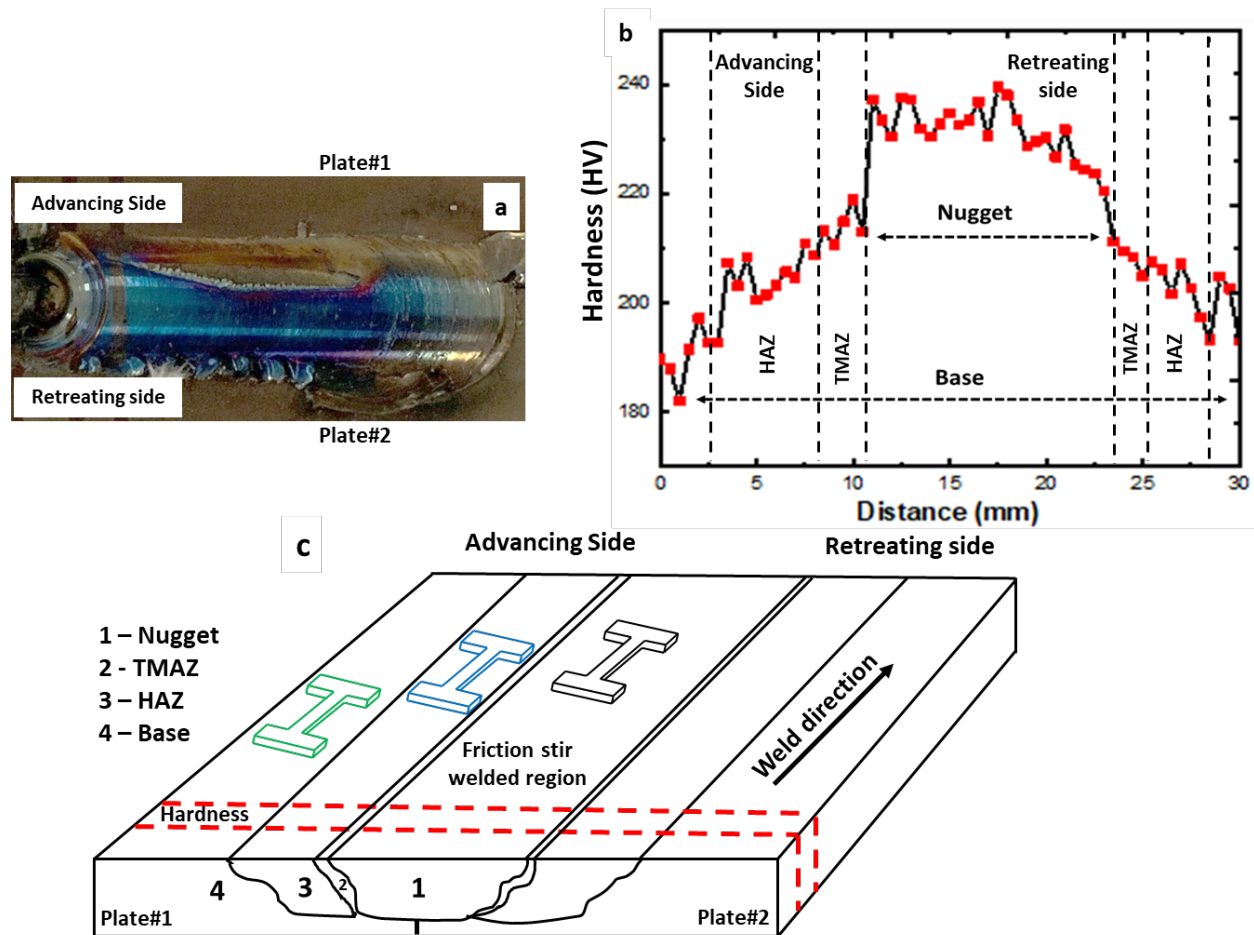 Plate#1
Advancing Side
a
Retreating side
Plate#2
b
Advancing
Side
Retreating
side
240
220
200
180
Hardness (HV)
Nugget
HAZ
TMAZ
TMAZ
HAZ
Base
0
5
10
15
20
25
30
Distance (mm)
c
Advancing Side
Retreating side
1 – Nugget
2 - TMAZ
3 – HAZ
4 – Base
Friction stir
welded region
Weld direction
Hardness
4
3
2
1
Plate#1
Plate#2